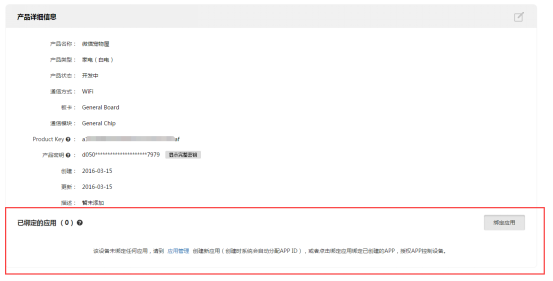 产品详细信息
产品名称： 微信宠物屋
产品类型： 家电（白电）
产品状态： 开发中
通信方式： WiFi
板卡： General Board
通信模块： General Chip
Product Key ： a af
产品密钥 ： d050**********************7979 显示完整密钥
创建： 2016-03-15
更新： 2016-03-15
描述： 暂未添加
已绑定的应用（0） 绑定应用
该设备未绑定任何应用，请到 应用管理 创建新应用（创建时系统会自动分配APP ID），或者点击绑定应用绑定已创建的APP，授权APP控制设备。